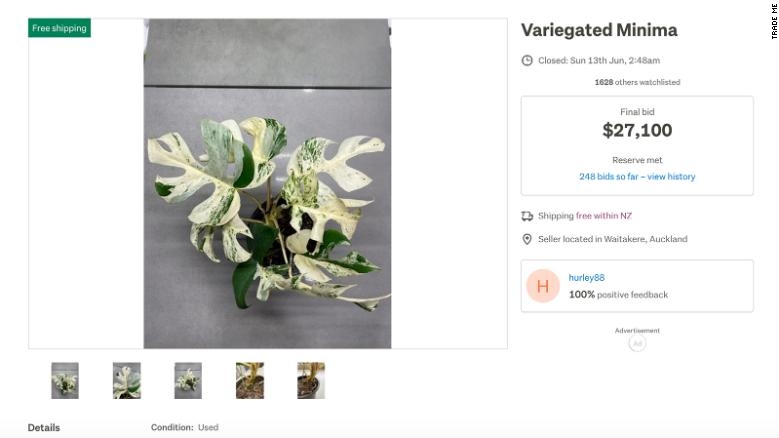 Free shipping
TRADE ME
Variegated Minima
Closed: Sun 13th Jun, 2:48am
1628 others watchlisted
Final bid
$27,100
Reserve met
248 bids so far – view history
Shipping free within NZ
Seller located in Waitakere, Auckland
H
hurley88
100% positive feedback
Advertisement
Ad
Details
Condition: Used